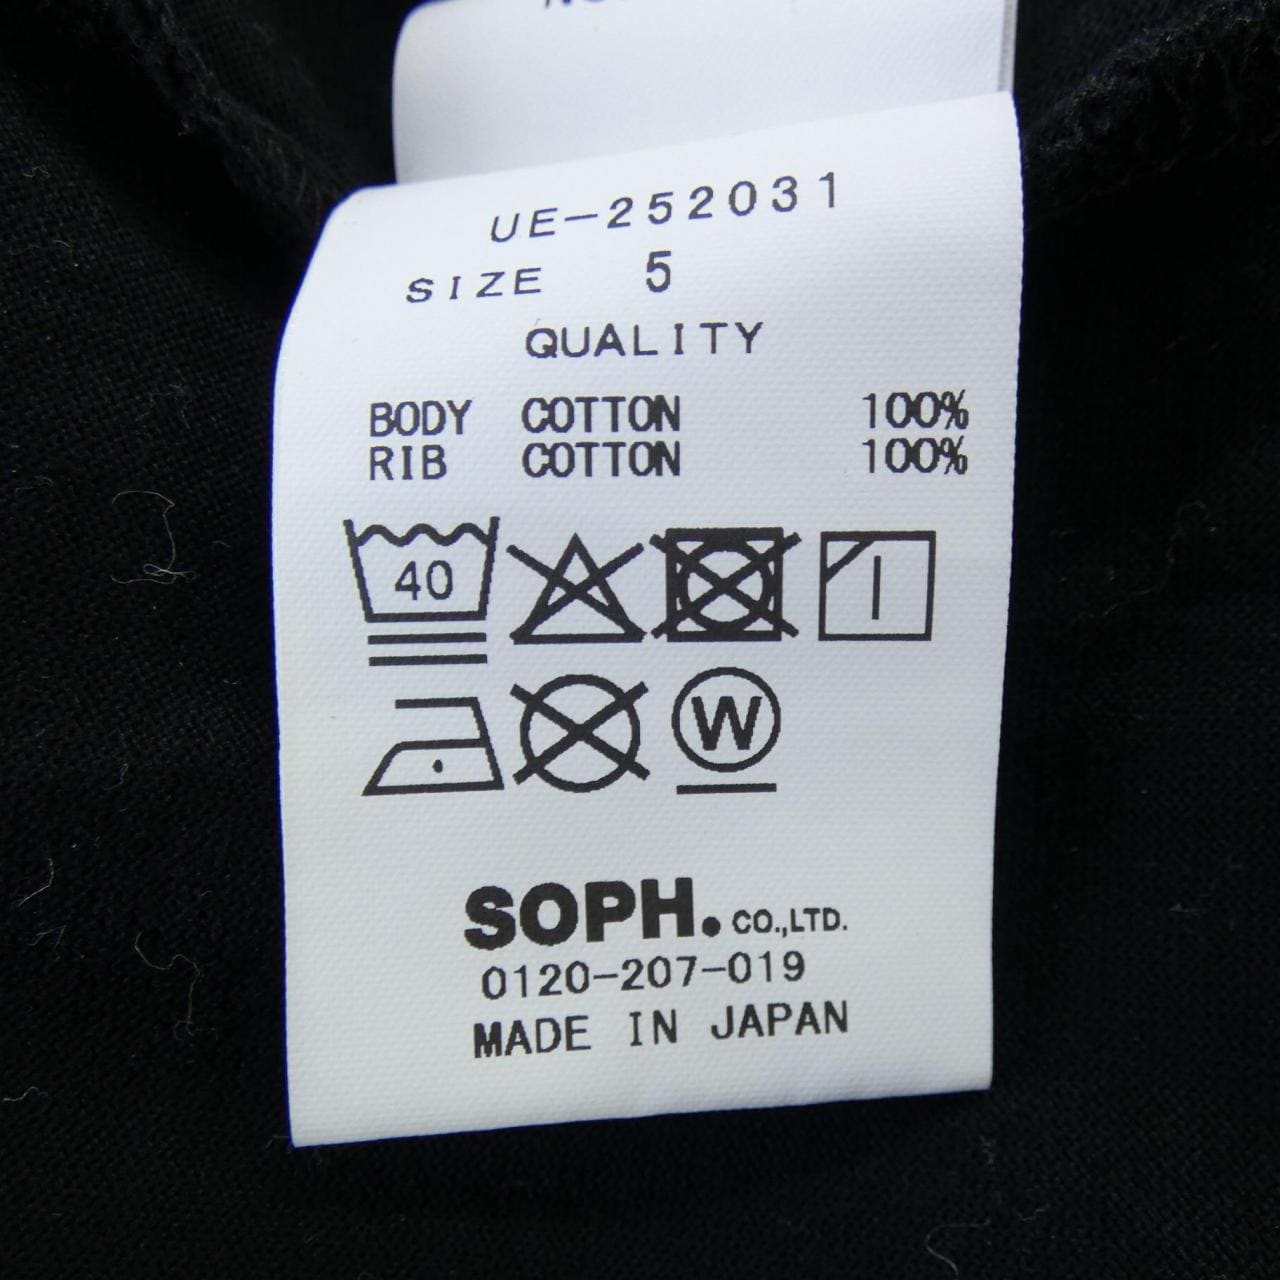 UE-252031
SIZE 5
QUALITY
BODY COTTON 100%
RIB COTTON 100%
40
W
SOPH. CO.,LTD.
0120-207-019
MADE IN JAPAN